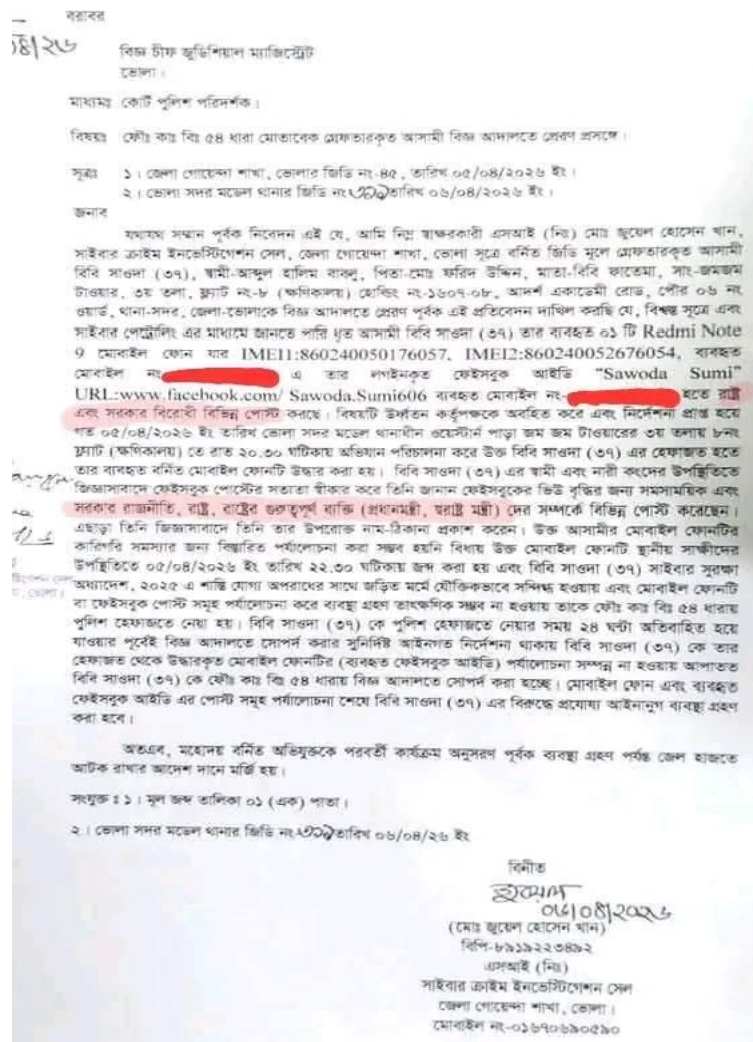 বরাবর
বিজ্ঞ চীফ জুডিশিয়াল ম্যাজিস্ট্রেট
ভোলা।
মাধ্যমঃ কোর্ট পুলিশ পরিদর্শক।
বিষয়ঃ ফৌঃ কাঃ বিঃ ৫৪ ধারা মোতাবেক গ্রেফতারকৃত আসামী বিজ্ঞ আদালতে প্রেরণ প্রসঙ্গে।
সূত্রঃ ১। জেলা গোয়েন্দা শাখা, ভোলার জিডি নং-৪৫, তারিখ ০৫/০৪/২০২৬ ইং।
২। ভোলা সদর মডেল থানার জিডি নং তারিখ ০৬/০৪/২০২৬ ইং।
জনাব
যথাযথ সম্মান পূর্বক নিবেদন এই যে, আমি নিম্ন স্বাক্ষরকারী এসআই (নিঃ) মোঃ জুয়েল হোসেন খান,
সাইবার ক্রাইম ইনভেস্টিগেশন সেল, জেলা গোয়েন্দা শাখা, ভোলা সূত্রে বর্নিত জিডি মূলে গ্রেফতারকৃত আসামী
বিবি সাওদা (৩৭), স্বামী-আব্দুল হালিম বাবলু, পিতা-মোঃ ফরিদ উদ্দিন, মাতা-বিবি ফাতেমা, সাং-জমজম
টাওয়ার, ৩য় তলা, ফ্ল্যাট নং-৮ (ক্ষণিকালয়) হোল্ডিং নং-১৬০৭-০৮, আদর্শ একাডেমী রোড, পৌর ০৬ নং
ওয়ার্ড, থানা-সদর, জেলা-ভোলাকে বিজ্ঞ আদালতে প্রেরণ পূর্বক এই প্রতিবেদন দাখিল করছি যে, বিশ্বস্ত সূত্রে এবং
সাইবার পেট্রোলিং এর মাধ্যমে জানতে পারি ধৃত আসামী বিবি সাওদা (৩৭) তার ব্যবহৃত ০১ টি Redmi Note
9 মোবাইল ফোন যার IMEI1:860240050176057, IMEI2:860240052676054, ব্যবহৃত
মোবাইল নং এ তার লগইনকৃত ফেইসবুক আইডি "Sawoda Sumi"
URL:www.facebook.com/ Sawoda.Sumi606 ব্যবহৃত মোবাইল নং- হতে রাষ্ট্র
এবং সরকার বিরোধী বিভিন্ন পোস্ট করছে। বিষয়টি উর্ধ্বতন কর্তৃপক্ষকে অবহিত করে এবং নির্দেশনা প্রাপ্ত হয়ে
গত ০৫/০৪/২০২৬ ইং তারিখ ভোলা সদর মডেল থানাধীন ওয়েস্টার্ন পাড়া জম জম টাওয়ারের ৩য় তলায় ৮নং
ফ্ল্যাট (ক্ষণিকালয়) তে রাত ২০.৩০ ঘটিকায় অভিযান পরিচালনা করে উক্ত বিবি সাওদা (৩৭) এর হেফাজত হতে
তার ব্যবহৃত বর্নিত মোবাইল ফোনটি উদ্ধার করা হয়। বিবি সাওদা (৩৭) এর স্বামী এবং নারী কংদের উপস্থিতিতে
জিজ্ঞাসাবাদে ফেইসবুক পোস্টের সত্যতা স্বীকার করে তিনি জানান ফেইসবুকের ভিউ বৃদ্ধির জন্য সমসাময়িক এবং
সরকার রাজনীতি, রাষ্ট্র, রাষ্ট্রের গুরুত্বপূর্ণ ব্যক্তি (প্রধানমন্ত্রী, স্বরাষ্ট্র মন্ত্রী) দের সম্পর্কে বিভিন্ন পোস্ট করেছেন।
এছাড়া তিনি জিজ্ঞাসাবাদে তিনি তার উপরোক্ত নাম-ঠিকানা প্রকাশ করেন। উক্ত আসামীর মোবাইল ফোনটির
কারিগরি সমস্যার জন্য বিস্তারিত পর্যালোচনা করা সম্ভব হয়নি বিধায় উক্ত মোবাইল ফোনটি স্থানীয় সাক্ষীদের
উপস্থিতিতে ০৫/০৪/২০২৬ ইং তারিখ ২২.৩০ ঘটিকায় জব্দ করা হয় এবং বিবি সাওদা (৩৭) সাইবার সুরক্ষা
অধ্যাদেশ, ২০২৫ এ শাস্তি যোগ্য অপরাধের সাথে জড়িত মর্মে যৌক্তিকভাবে সন্দিগ্ধ হওয়ায় এবং মোবাইল ফোনটি
বা ফেইসবুক পোস্ট সমূহ পর্যালোচনা করে ব্যবস্থা গ্রহণ তাৎক্ষণিক সম্ভব না হওয়ায় তাকে ফৌঃ কাঃ বিঃ ৫৪ ধারায়
পুলিশ হেফাজতে নেয়া হয়। বিবি সাওদা (৩৭) কে পুলিশ হেফাজতে নেয়ার সময় ২৪ ঘন্টা অতিবাহিত হয়ে
যাওয়ার পূর্বেই বিজ্ঞ আদালতে সোপর্দ করার সুনির্দিষ্ট আইনগত নির্দেশনা থাকায় বিবি সাওদা (৩৭) কে তার
হেফাজত থেকে উদ্ধারকৃত মোবাইল ফোনটির (ব্যবহৃত ফেইসবুক আইডি) পর্যালোচনা সম্পন্ন না হওয়ায় আপাতত
বিবি সাওদা (৩৭) কে ফৌঃ কাঃ বিঃ ৫৪ ধারায় বিজ্ঞ আদালতে সোপর্দ করা হচ্ছে। মোবাইল ফোন এবং ব্যবহৃত
ফেইসবুক আইডি এর পোস্ট সমূহ পর্যালোচনা শেষে বিবি সাওদা (৩৭) এর বিরুদ্ধে প্রযোয্য আইনানুগ ব্যবস্থা গ্রহণ
করা হবে।
অতএব, মহোদয় বর্নিত অভিযুক্তকে পরবর্তী কার্যক্রম অনুসরণ পূর্বক ব্যবস্থা গ্রহণ পর্যন্ত জেল হাজতে
আটক রাখার আদেশ দানে মর্জি হয়।
সংযুক্ত ঃ ১। মূল জব্দ তালিকা ০১ (এক) পাতা।
২। ভোলা সদর মডেল থানার জিডি নং তারিখ ০৬/০৪/২৬ ইং
বিনীত
জুয়েল
০৬/০৪/২০২৬
(মোঃ জুয়েল হোসেন খান)
বিপি-৮৯১৯২২৩৪৯২
এসআই (নিঃ)
সাইবার ক্রাইম ইনভেস্টিগেশন সেল
জেলা গোয়েন্দা শাখা, ভোলা।
মোবাইল নং-০১৬৭০৬৯০৫৯০